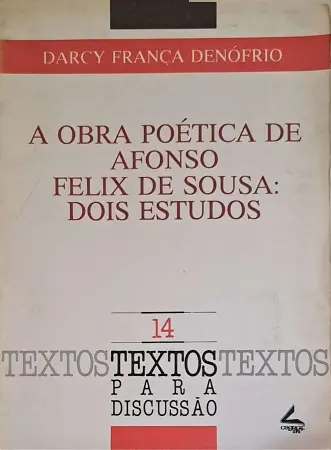 DARCY FRANÇA DENÓFRIO
A OBRA POÉTICA DE
AFONSO
FELIX DE SOUSA:
DOIS ESTUDOS
14
TEXTOS TEXTOS TEXTOS
PARA
DISCUSSÃO